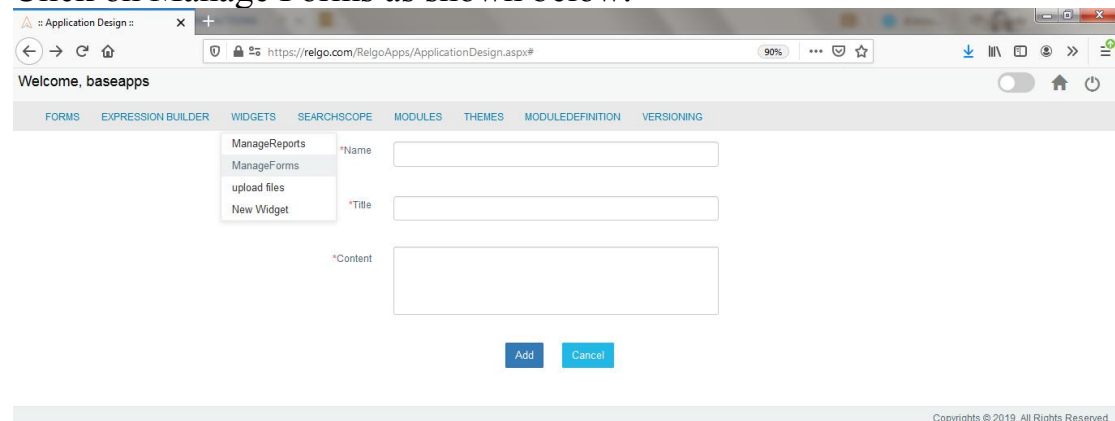 Click on Manage Forms as shown below:
:: Application Design ::
https://relgo.com/RelgoApps/ApplicationDesign.aspx#
90%
Welcome, baseapps
FORMS EXPRESSION BUILDER WIDGETS SEARCHSCOPE MODULES THEMES MODULEDEFINITION VERSIONING
ManageReports
*Name
ManageForms
upload files
New Widget
*Title
*Content
Add Cancel
Copyrights © 2019. All Rights Reserved.